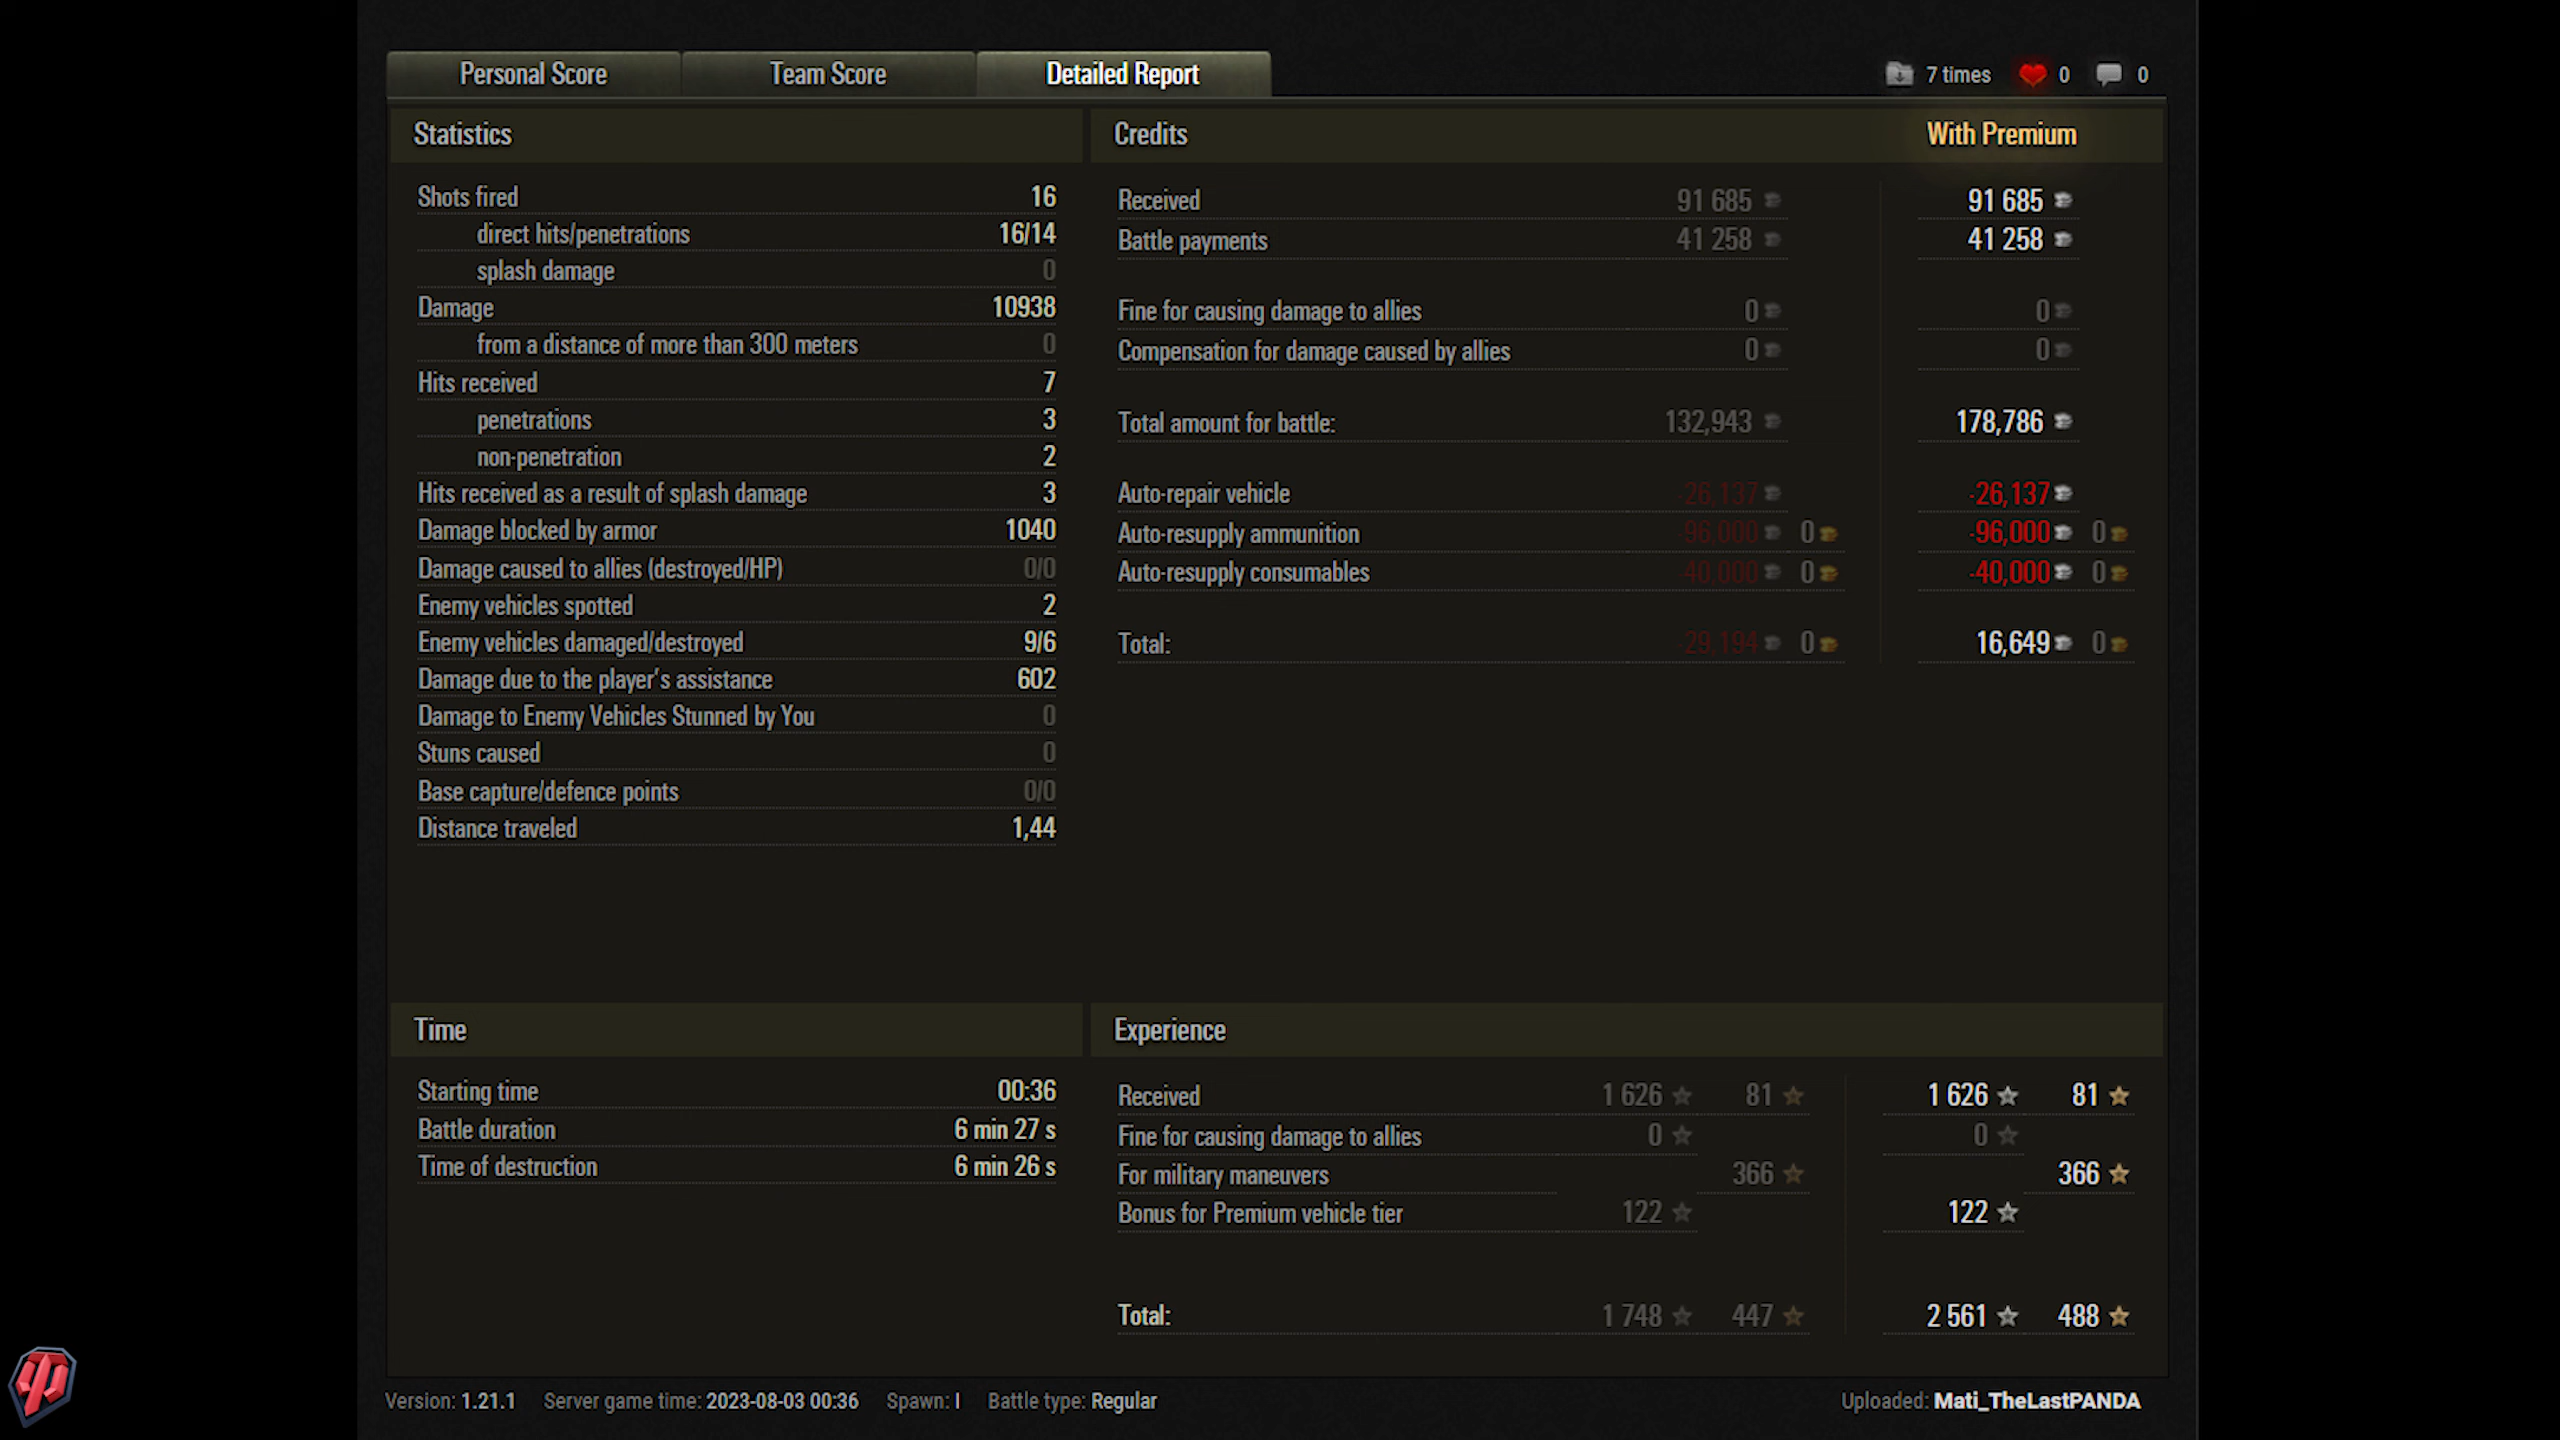 Personal Score Team Score Detailed Report 7 times 0 0
Statistics
Shots fired 16
direct hits/penetrations 16/14
splash damage 0
Damage 10938
from a distance of more than 300 meters 0
Hits received 7
penetrations 3
non-penetration 2
Hits received as a result of splash damage 3
Damage blocked by armor 1040
Damage caused to allies (destroyed/HP) 0/0
Enemy vehicles spotted 2
Enemy vehicles damaged/destroyed 9/6
Damage due to the player's assistance 602
Damage to Enemy Vehicles Stunned by You 0
Stuns caused 0
Base capture/defence points 0/0
Distance traveled 1,44
Credits With Premium
Received 91 685 91 685
Battle payments 41 258 41 258
Fine for causing damage to allies 0 0
Compensation for damage caused by allies 0 0
Total amount for battle: 132,943 178,786
Auto-repair vehicle -26,137 -26,137
Auto-resupply ammunition -96,000 0 -96,000 0
Auto-resupply consumables -40,000 0 -40,000 0
Total: -29,194 0 16,649 0
Time
Starting time 00:36
Battle duration 6 min 27 s
Time of destruction 6 min 26 s
Experience
Received 1 626 81 1 626 81
Fine for causing damage to allies 0 0
For military maneuvers 366 366
Bonus for Premium vehicle tier 122 122
Total: 1 748 447 2 561 488
Version: 1.21.1 Server game time: 2023-08-03 00:36 Spawn: I Battle type: Regular Uploaded: Mati_TheLastPANDA